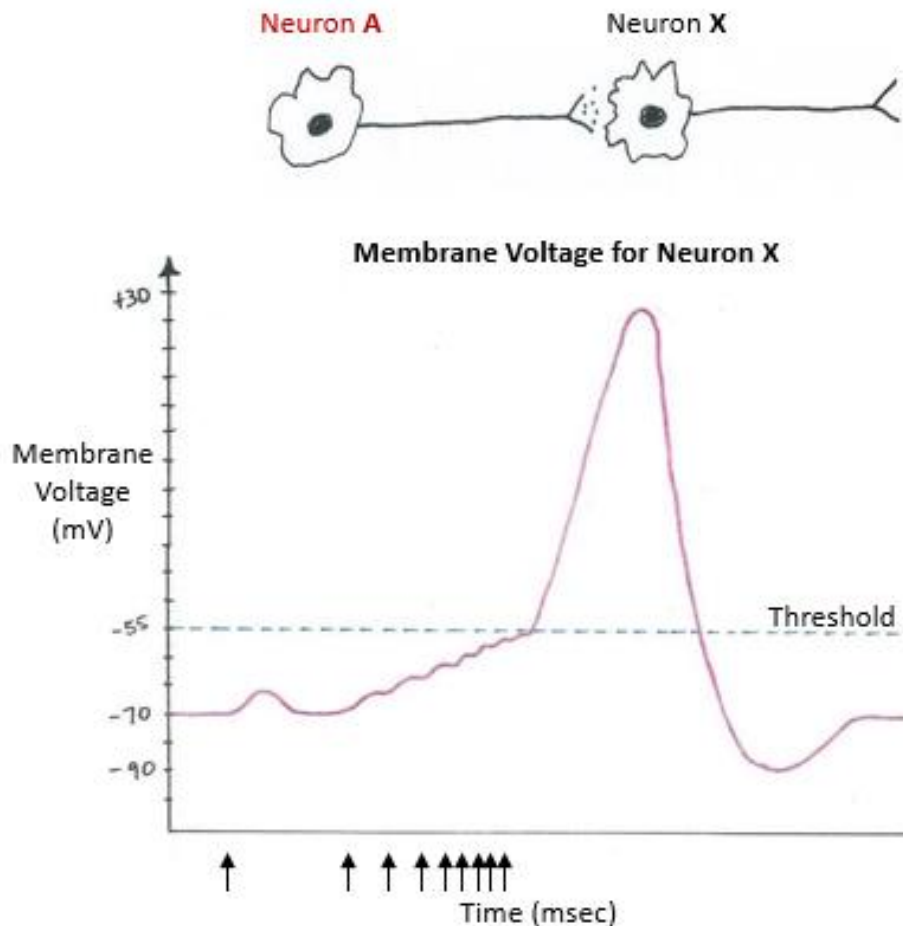 Neuron A
Neuron X
Membrane Voltage for Neuron X
+30
Membrane
Voltage
(mV)
-55
Threshold
-70
-90
Time (msec)